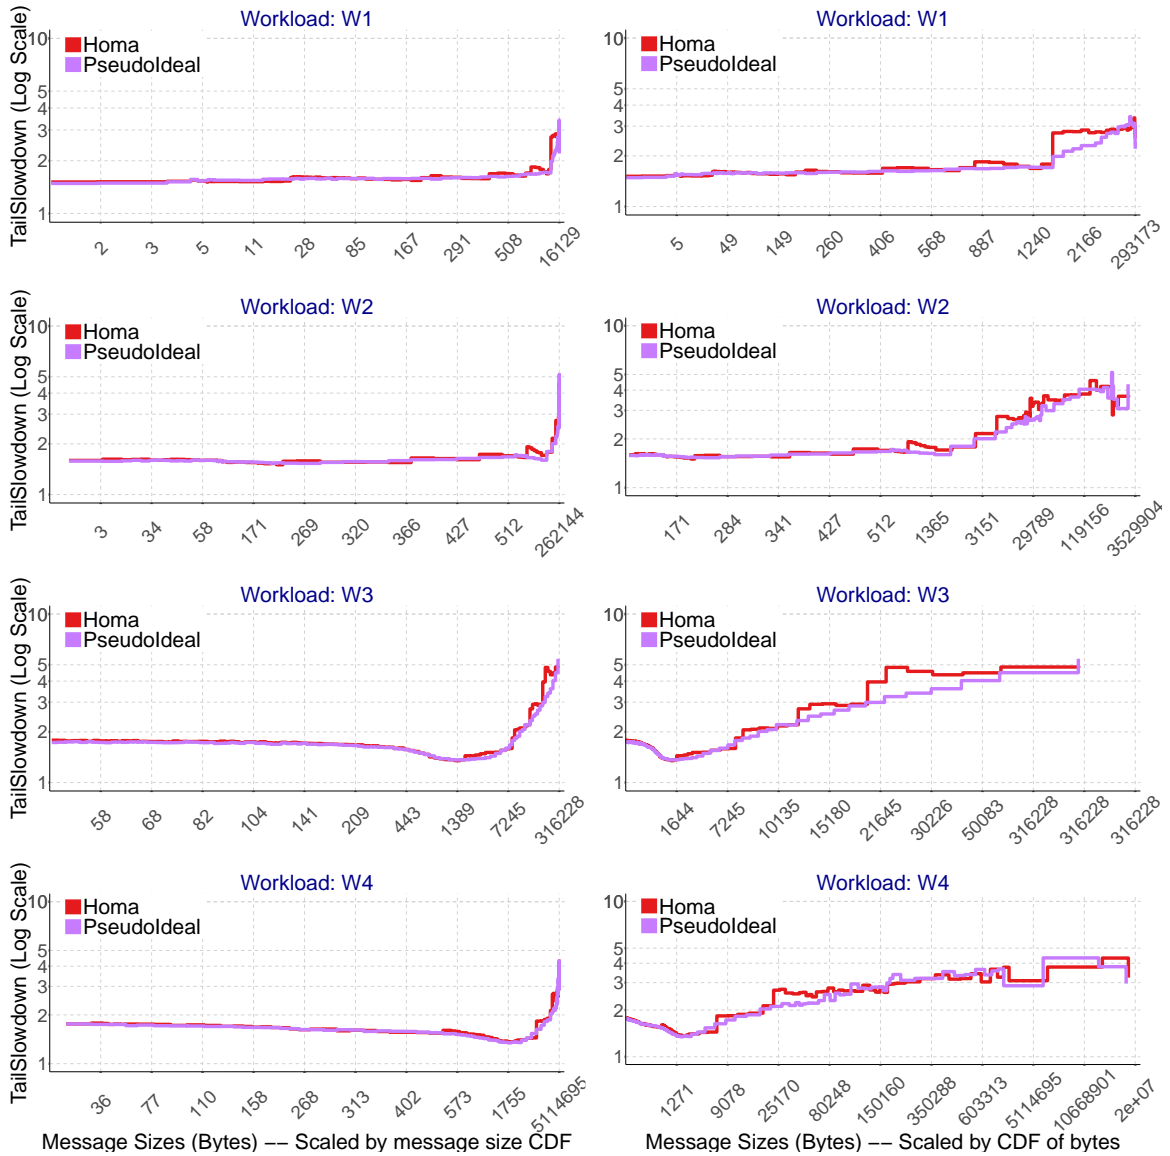 Workload: W1
TailSlowdown (Log Scale)
10
5
4
3
2
1
Homa
PseudoIdeal
2 3 5 11 28 85 167 291 508 16129
Workload: W1
10
5
4
3
2
1
Homa
PseudoIdeal
5 49 149 260 406 568 887 1240 2166 293173
Workload: W2
TailSlowdown (Log Scale)
10
5
4
3
2
1
Homa
PseudoIdeal
3 34 58 171 269 320 366 427 512 262144
Workload: W2
10
5
4
3
2
1
Homa
PseudoIdeal
171 284 341 427 512 1365 3151 29789 119156 3529904
Workload: W3
TailSlowdown (Log Scale)
10
5
4
3
2
1
Homa
PseudoIdeal
58 68 82 104 141 209 443 1389 7245 316228
Workload: W3
10
5
4
3
2
1
Homa
PseudoIdeal
1644 7245 10135 15180 21645 30226 50083 316228 316228 316228
Workload: W4
TailSlowdown (Log Scale)
10
5
4
3
2
1
Homa
PseudoIdeal
36 77 110 158 268 313 402 573 1755 5114695
Message Sizes (Bytes) −− Scaled by message size CDF
Workload: W4
10
5
4
3
2
1
Homa
PseudoIdeal
1271 9078 25170 80248 150160 350288 603313 5114695 10668901 2e+07
Message Sizes (Bytes) −− Scaled by CDF of bytes